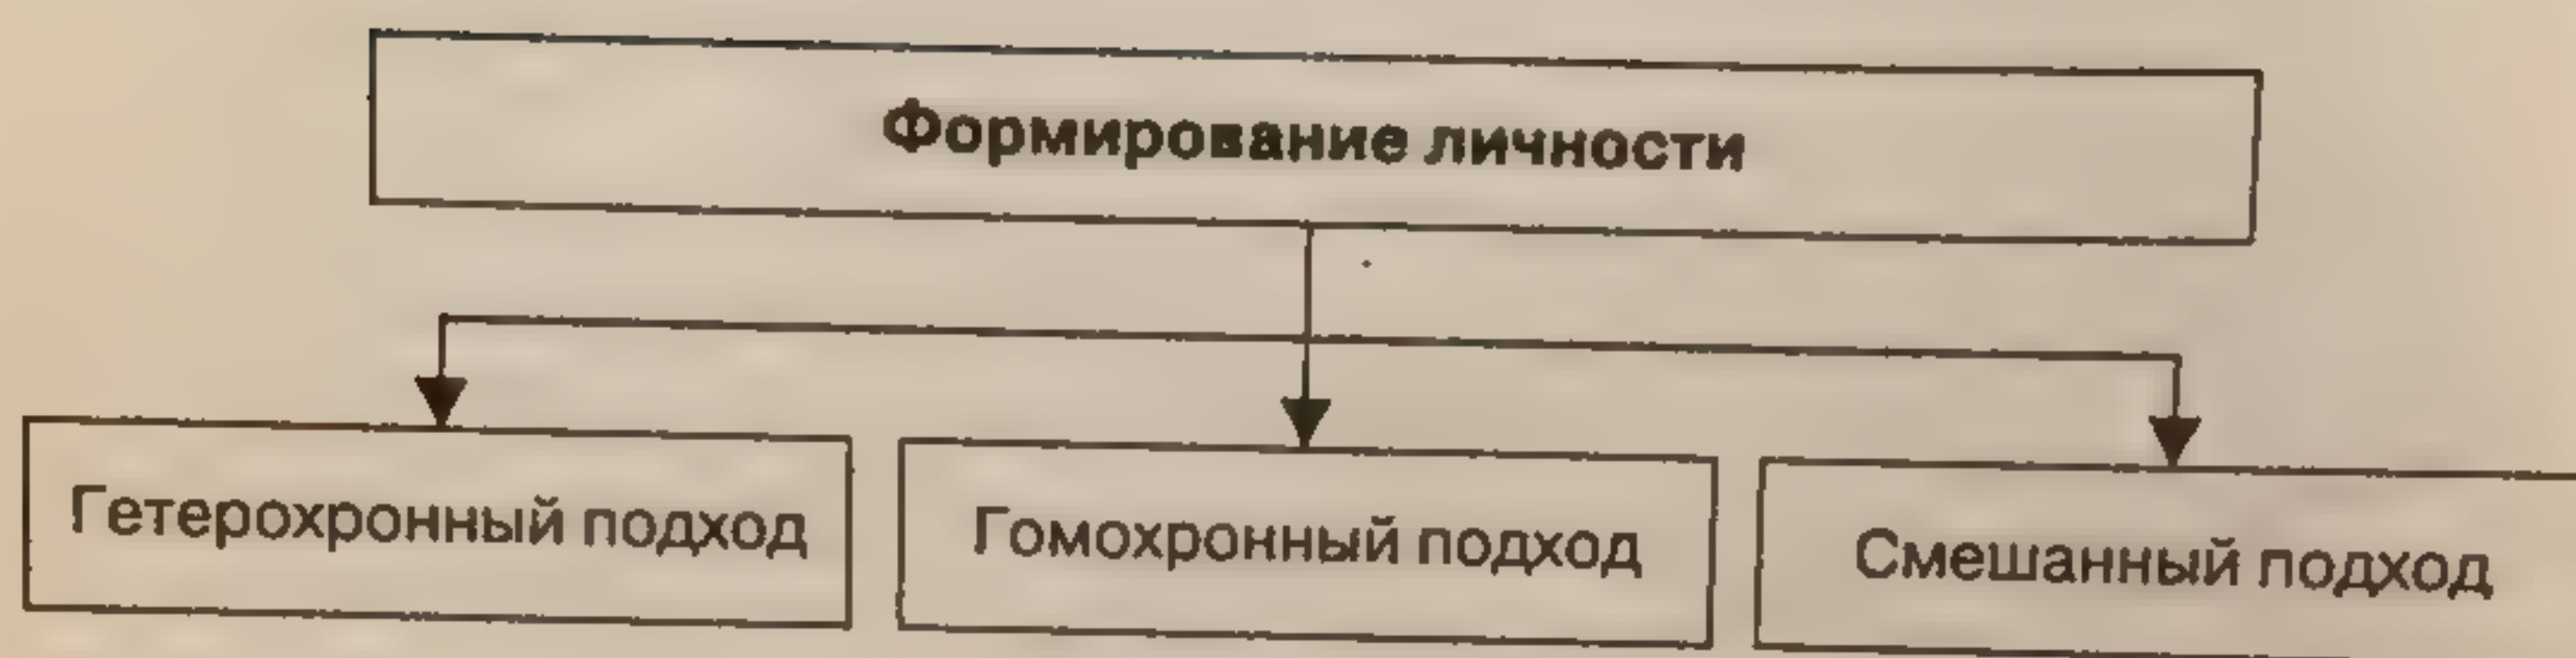 Формирование личности
Гетерохронный подход
Гомохронный подход
Смешанный подход